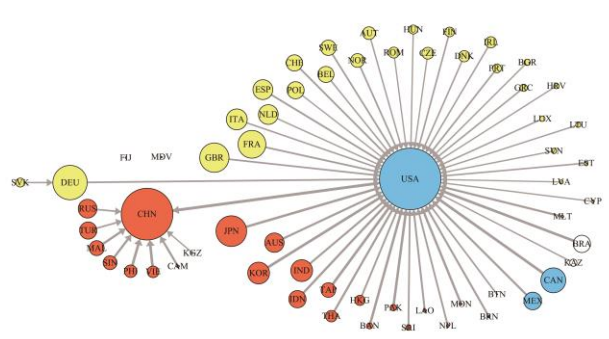 AUT
HUN
FIN
SWE
NOR
ROM
CZE
DNK
IRL
CHE
BEL
PRT
BGR
ESP
POL
GRC
HRV
ITA
NLD
LUX
LTU
FRA
GBR
FIJ
MDV
SVN
EST
SVK
DEU
USA
LVA
CYP
RUS
CHN
MLT
TUR
JPN
AUS
BRA
MAL
KGZ
KAZ
SIN
PHI
VIE
CAM
KOR
IND
CAN
IDN
TAP
HKG
PAK
LAO
MON
BTN
MEX
THA
BAN
SRI
NPL
BRN